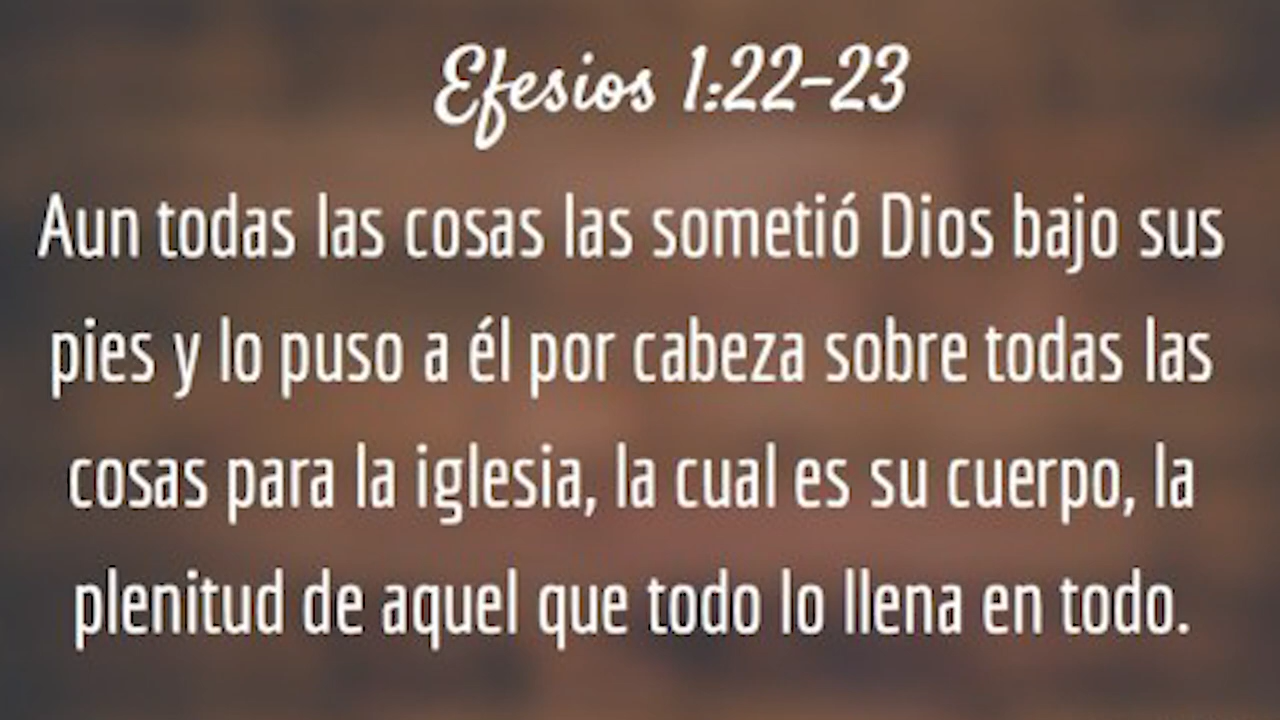 Efesios 1:22-23
Aun todas las cosas las sometió Dios bajo sus
pies y lo puso a él por cabeza sobre todas las
cosas para la iglesia, la cual es su cuerpo, la
plenitud de aquel que todo lo llena en todo.